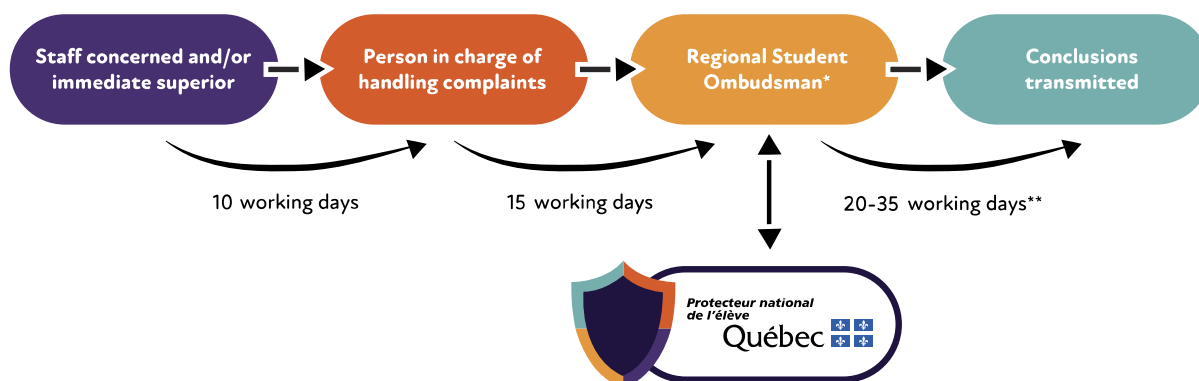 Staff concerned and/or
immediate superior
Person in charge of
handling complaints
Regional Student
Ombudsman*
Conclusions
transmitted
10 working days
15 working days
20-35 working days**
Protecteur national
de l'élève
Québec